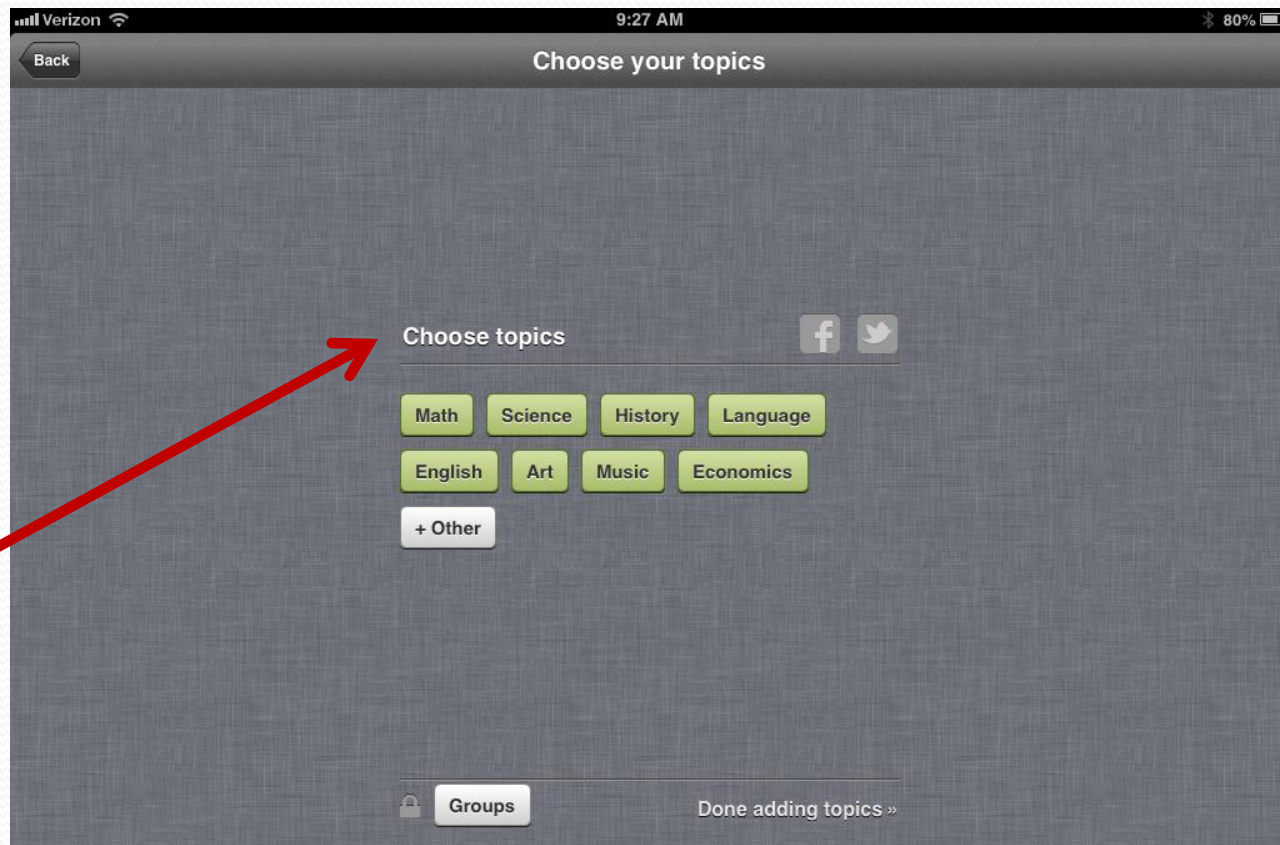 Verizon 9:27 AM 80%
Back Choose your topics
Choose topics
Math Science History Language
English Art Music Economics
+ Other
Groups Done adding topics »